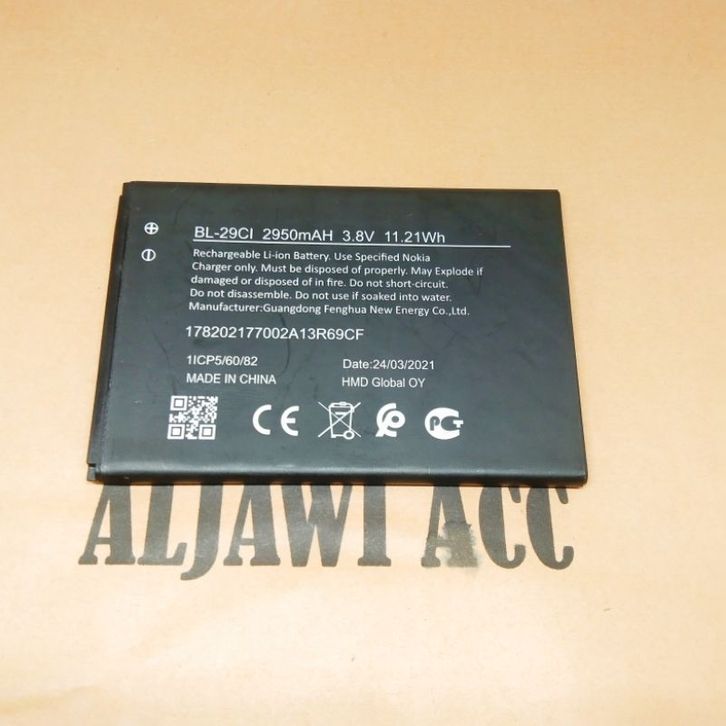 BL-29CI 2950mAH 3.8V 11.21Wh
Rechargeable Li-ion Battery. Use Specified Nokia
Charger only. Must be disposed of properly. May Explode if
damaged or disposed of in fire. Do not short-circuit.
Do not disassemble. Do not use if soaked into water.
Manufacturer:Guangdong Fenghua New Energy Co.,Ltd.
178202177002A13R69CF
1ICP5/60/82 Date:24/03/2021
MADE IN CHINA HMD Global OY
CE PCT
ALJAWI ACC